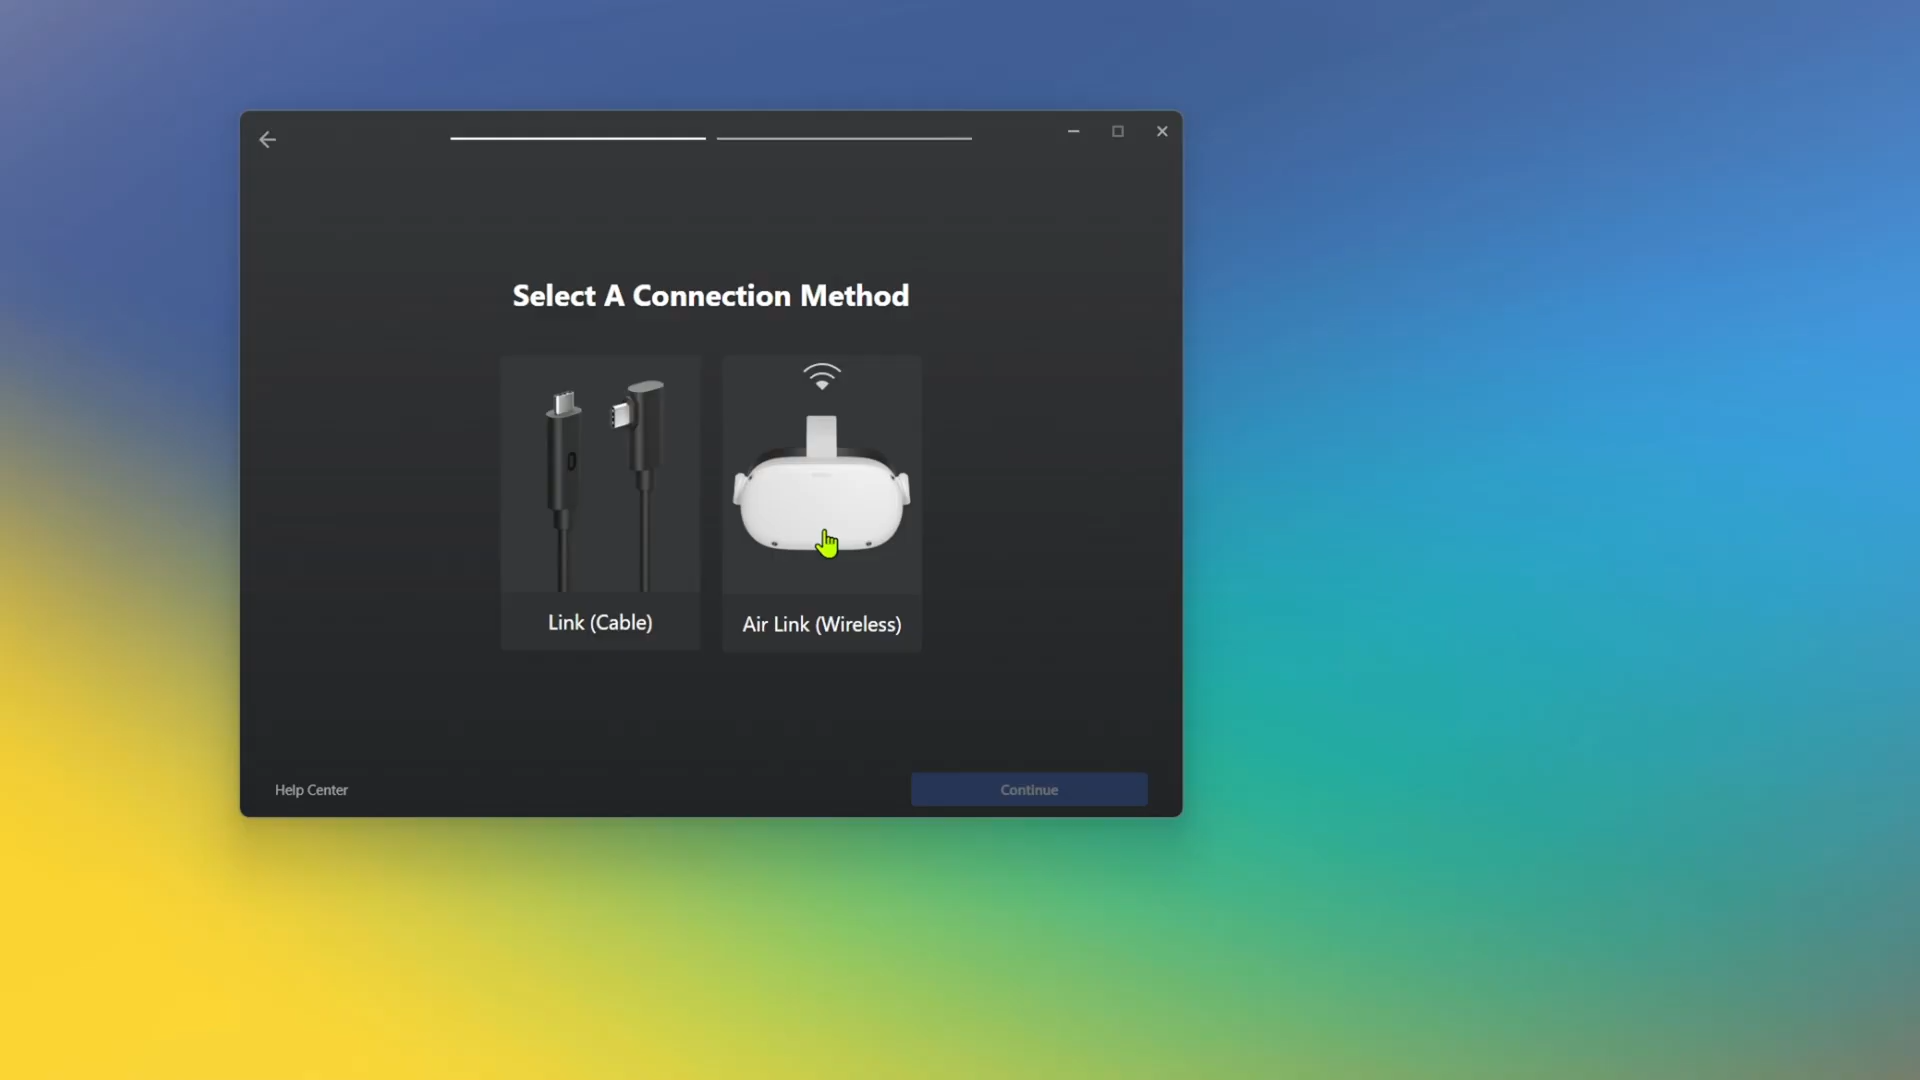 Select A Connection Method
Link (Cable)
Air Link (Wireless)
Help Center
Continue